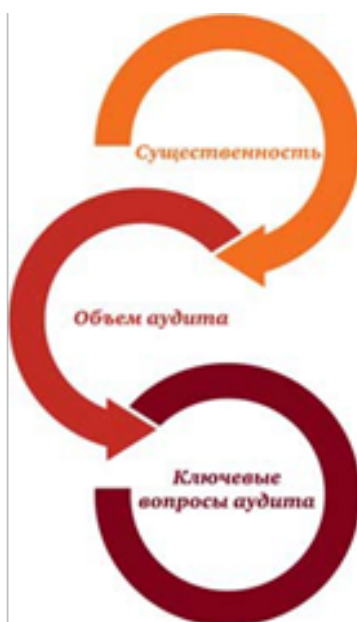 Существенность
Объем аудита
Ключевые
вопросы аудита